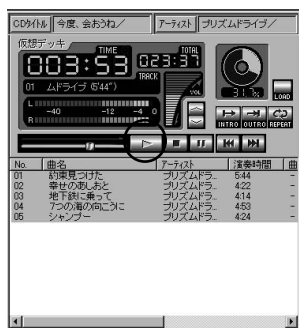 CDタイトル 今度、会おうね／ アーティスト プリズムドライブ／
仮想デッキ
TIME TOTAL
003:53 023:37
TRACK
01 ムドライブ (5'44") VOL 31% LOAD
L -40 -12 -4 0
R
INTRO OUTRO REPEAT
No. 曲名 アーティスト 演奏時間 曲
01 約束見つけた プリズムドラ.. 5:44 -
02 幸せのあしあと プリズムドラ.. 4:22 -
03 地下鉄に乗って プリズムドラ.. 4:14 -
04 7つの海の向こうに プリズムドラ.. 4:53 -
05 シャンプー プリズムドラ.. 4:24 -